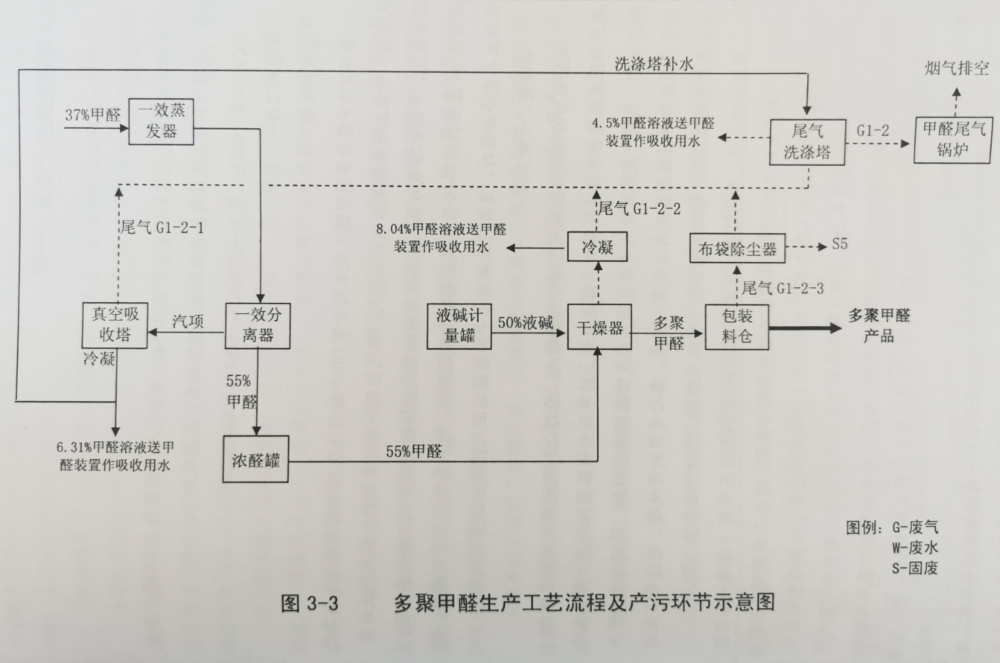 洗涤塔补水
烟气排空
37%甲醛
一效蒸
发器
4.5%甲醛溶液送甲醛
装置作吸收用水
尾气
洗涤塔
G1-2
甲醛尾气
锅炉
尾气 G1-2-1
尾气 G1-2-2
8.04%甲醛溶液送甲醛
装置作吸收用水
冷凝
布袋除尘器
S5
尾气 G1-2-3
真空吸
收塔
汽项
一效分
离器
液碱计
量罐
50%液碱
干燥器
多聚
甲醛
包装
料仓
多聚甲醛
产品
冷凝
55%
甲醛
6.31%甲醛溶液送甲
醛装置作吸收用水
浓醛罐
55%甲醛
图例: G-废气
W-废水
S-固废
图 3-3 多聚甲醛生产工艺流程及产污环节示意图